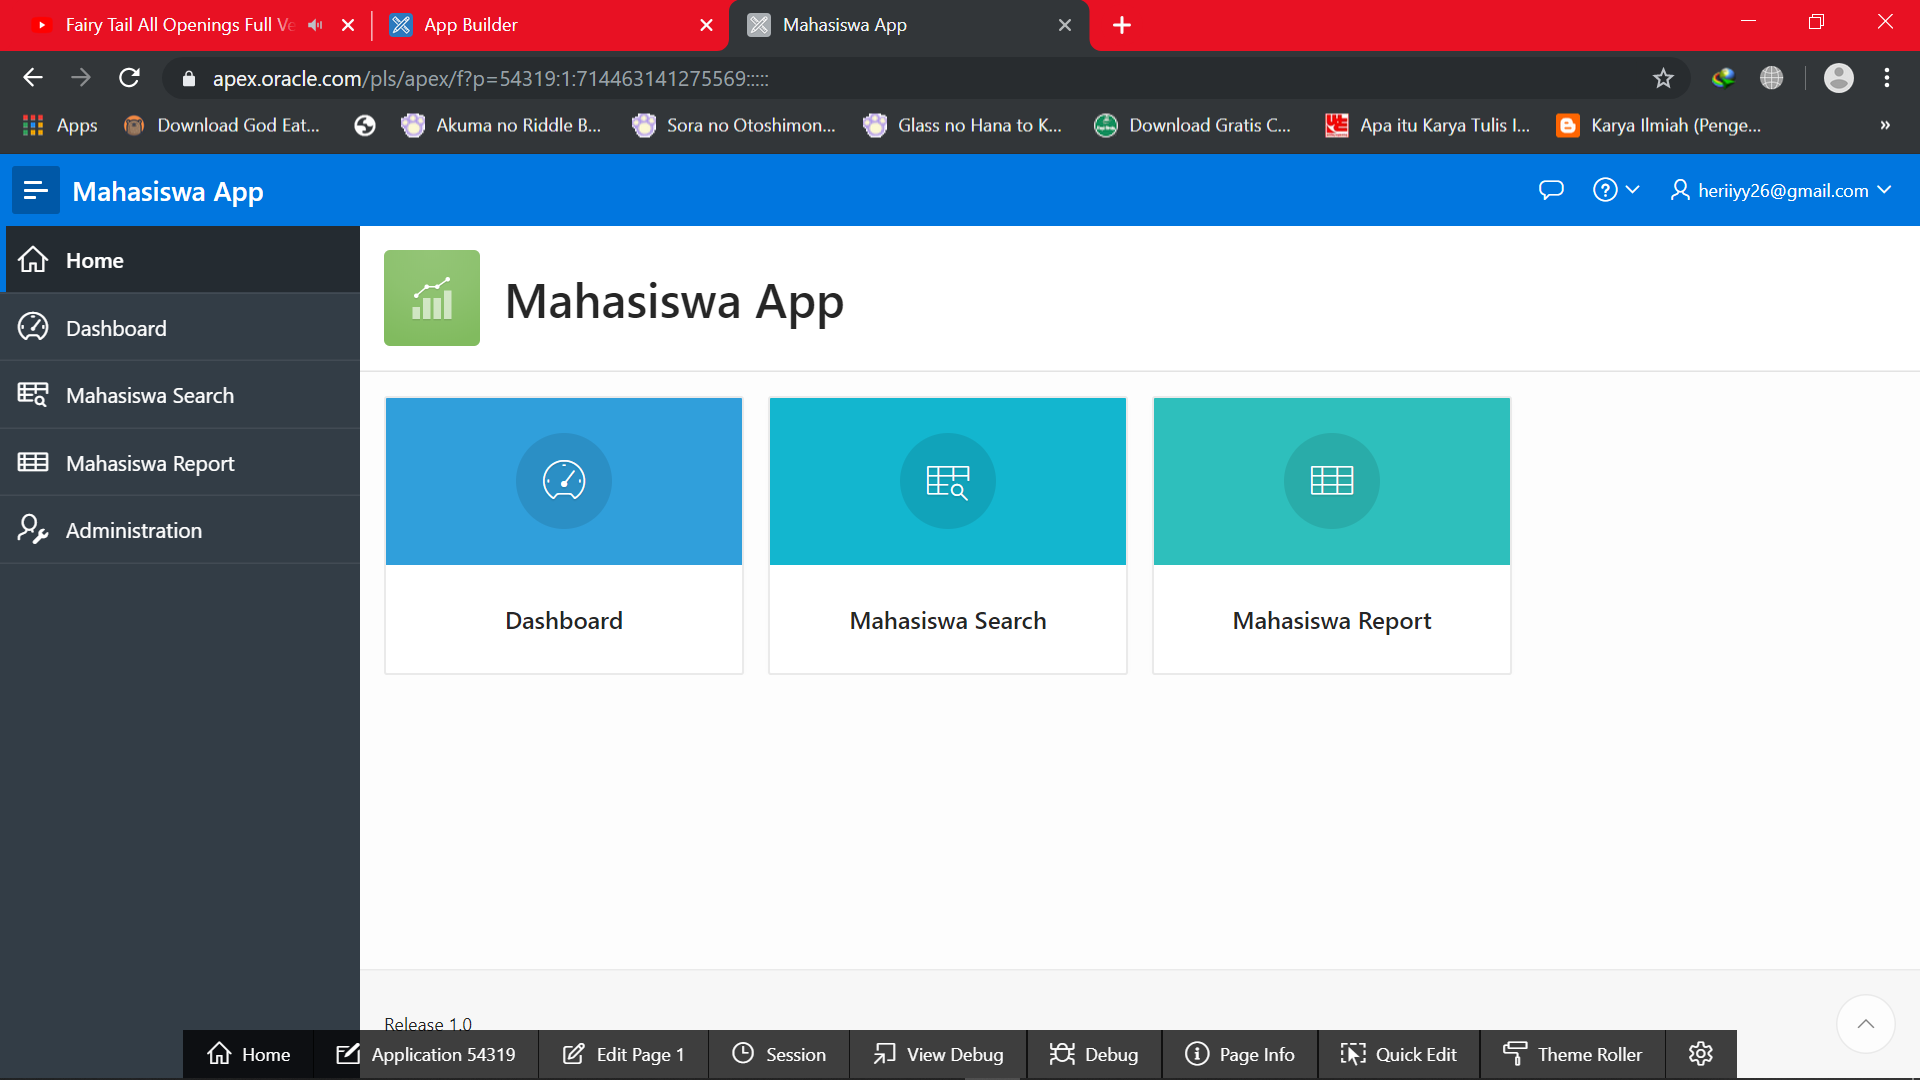 Fairy Tail All Openings Full Ve
App Builder
Mahasiswa App
apex.oracle.com/pls/apex/f?p=54319:1:714463141275569:::::
Apps
Download God Eat...
Akuma no Riddle B...
Sora no Otoshimon...
Glass no Hana to K...
Download Gratis C...
Apa itu Karya Tulis I...
Karya Ilmiah (Penge...
»
Mahasiswa App
heriiyy26@gmail.com
Home
Dashboard
Mahasiswa Search
Mahasiswa Report
Administration
Mahasiswa App
Dashboard
Mahasiswa Search
Mahasiswa Report
Release 1.0
Home
Application 54319
Edit Page 1
Session
View Debug
Debug
Page Info
Quick Edit
Theme Roller